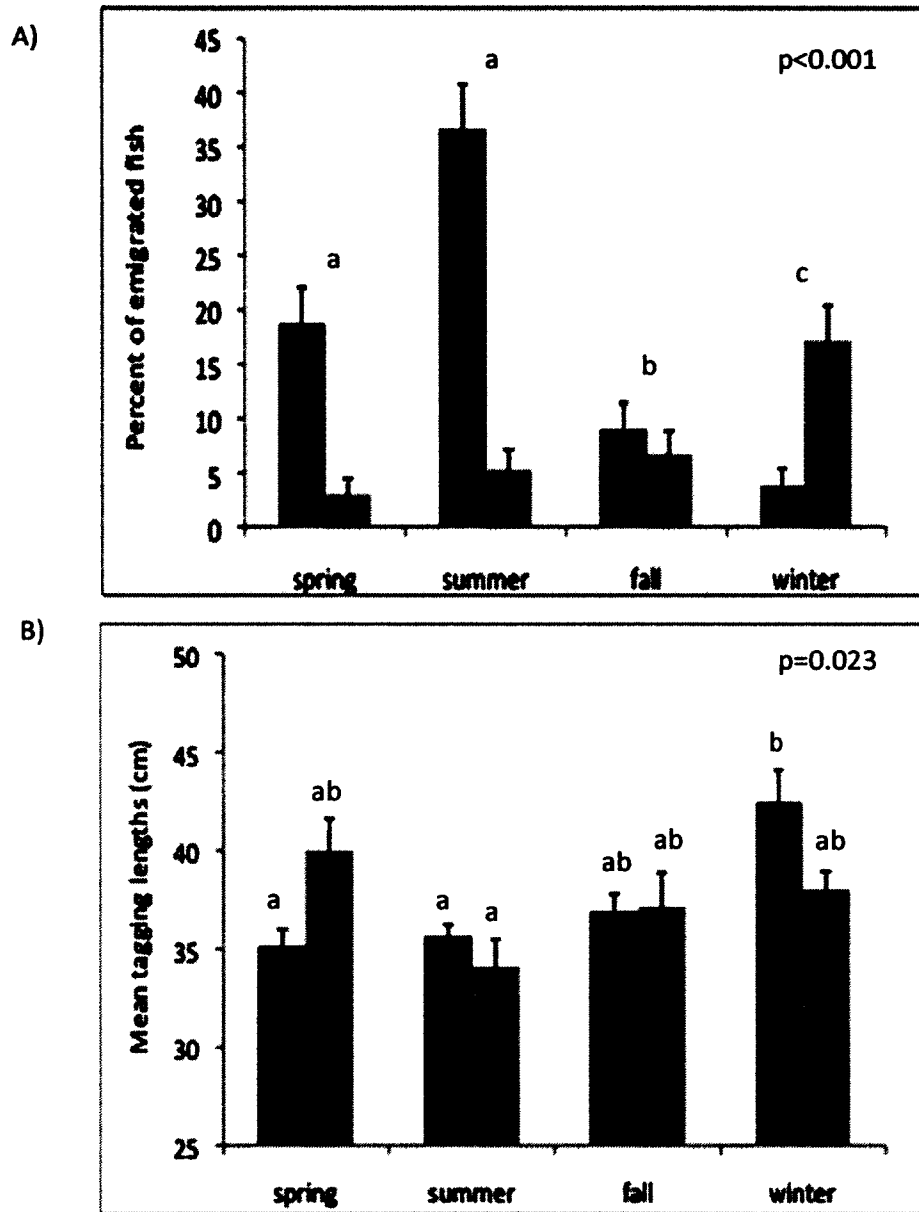 A)
Percent of emigrated fish
45
40
35
30
25
20
15
10
5
0
a
a
b
c
p<0.001
spring
summer
fall
winter
B)
Mean tagging lengths (cm)
50
45
40
35
30
25
a
ab
a
a
ab
ab
b
ab
p=0.023
spring
summer
fall
winter